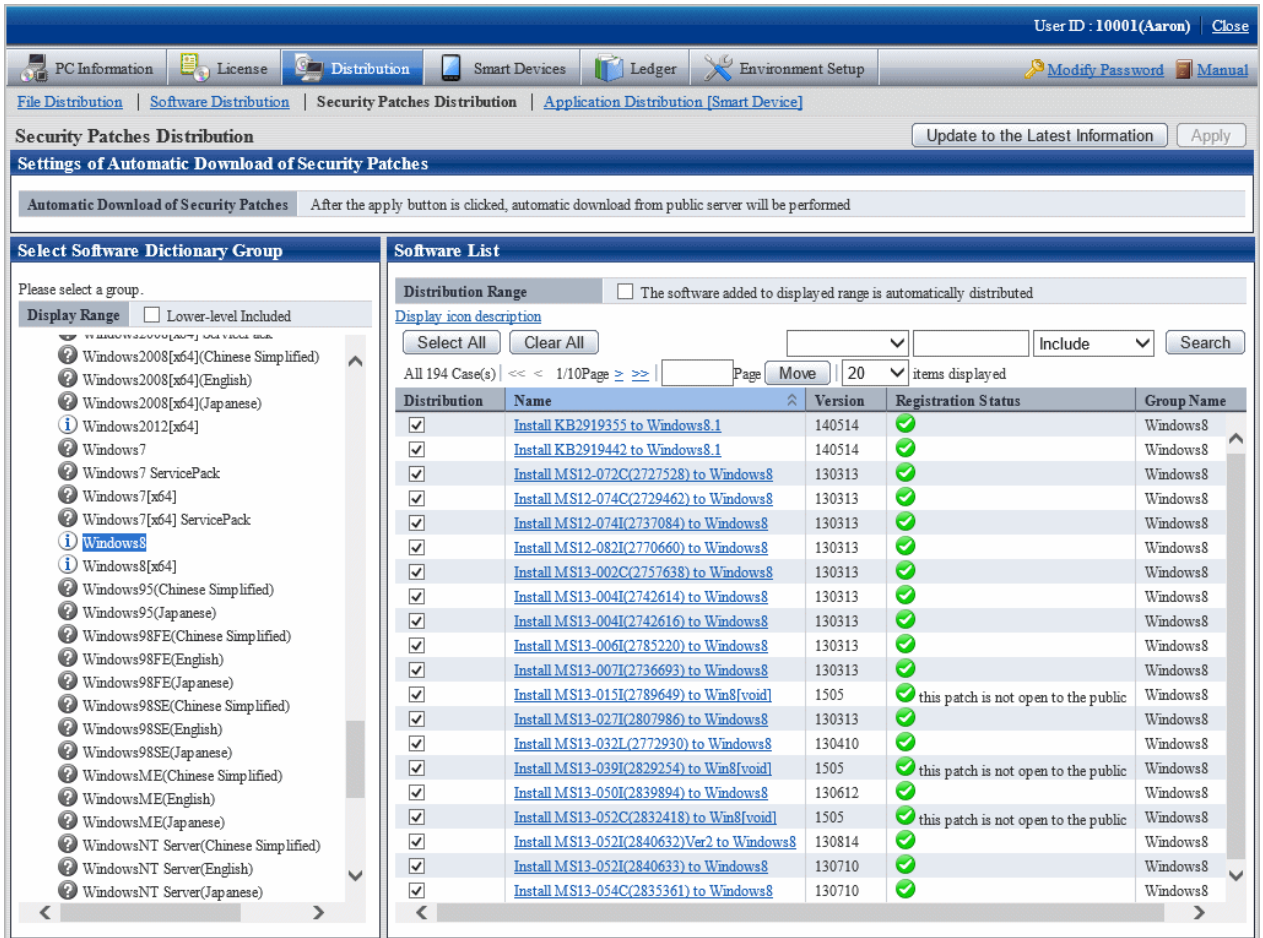 User ID : 10001(Aaron) Close
PC Information License Distribution Smart Devices Ledger Environment Setup Modify Password Manual
File Distribution | Software Distribution | Security Patches Distribution | Application Distribution [Smart Device]
Security Patches Distribution Update to the Latest Information Apply
Settings of Automatic Download of Security Patches
Automatic Download of Security Patches After the apply button is clicked, automatic download from public server will be performed
Select Software Dictionary Group
Please select a group.
Display Range Lower-level Included
Windows2008[x64] ServicePack
Windows2008[x64](Chinese Simplified)
Windows2008[x64](English)
Windows2008[x64](Japanese)
Windows2012[x64]
Windows7
Windows7 ServicePack
Windows7[x64]
Windows7[x64] ServicePack
Windows8
Windows8[x64]
Windows95(Chinese Simplified)
Windows95(Japanese)
Windows98FE(Chinese Simplified)
Windows98FE(English)
Windows98FE(Japanese)
Windows98SE(Chinese Simplified)
Windows98SE(English)
Windows98SE(Japanese)
WindowsME(Chinese Simplified)
WindowsME(English)
WindowsME(Japanese)
WindowsNT Server(Chinese Simplified)
WindowsNT Server(English)
WindowsNT Server(Japanese)
Software List
Distribution Range The software added to displayed range is automatically distributed
Display icon description
Select All Clear All Include Search
All 194 Case(s) | << < 1/10Page > >> | Page Move | 20 items displayed
Distribution Name Version Registration Status Group Name
Install KB2919355 to Windows8.1 140514 Windows8
Install KB2919442 to Windows8.1 140514 Windows8
Install MS12-072C(2727528) to Windows8 130313 Windows8
Install MS12-074C(2729462) to Windows8 130313 Windows8
Install MS12-074I(2737084) to Windows8 130313 Windows8
Install MS12-082I(2770660) to Windows8 130313 Windows8
Install MS13-002C(2757638) to Windows8 130313 Windows8
Install MS13-004I(2742614) to Windows8 130313 Windows8
Install MS13-004I(2742616) to Windows8 130313 Windows8
Install MS13-006I(2785220) to Windows8 130313 Windows8
Install MS13-007I(2736693) to Windows8 130313 Windows8
Install MS13-015I(2789649) to Win8[void] 1505 this patch is not open to the public Windows8
Install MS13-027I(2807986) to Windows8 130313 Windows8
Install MS13-032L(2772930) to Windows8 130410 Windows8
Install MS13-039I(2829254) to Win8[void] 1505 this patch is not open to the public Windows8
Install MS13-050I(2839894) to Windows8 130612 Windows8
Install MS13-052C(2832418) to Win8[void] 1505 this patch is not open to the public Windows8
Install MS13-052I(2840632)Ver2 to Windows8 130814 Windows8
Install MS13-052I(2840633) to Windows8 130710 Windows8
Install MS13-054C(2835361) to Windows8 130710 Windows8